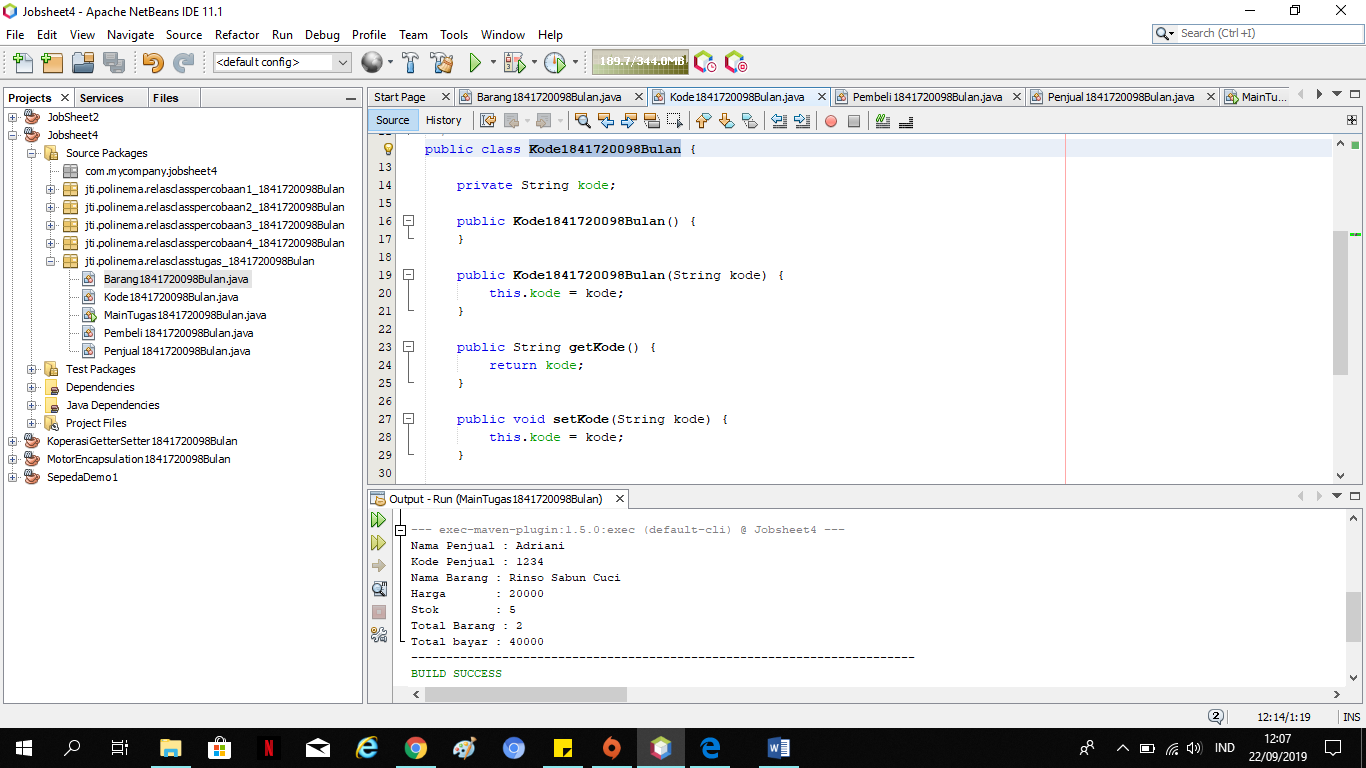 Jobsheet4 - Apache NetBeans IDE 11.1
File Edit View Navigate Source Refactor Run Debug Profile Team Tools Window Help
Search (Ctrl+I)
<default config>
189.7/344.0MB
Projects Services Files
JobSheet2
Jobsheet4
Source Packages
com.mycompany.jobsheet4
jti.polinema.relasclasspercobaan1_1841720098Bulan
jti.polinema.relasclasspercobaan2_1841720098Bulan
jti.polinema.relasclasspercobaan3_1841720098Bulan
jti.polinema.relasclasspercobaan4_1841720098Bulan
jti.polinema.relasclasstugas_1841720098Bulan
Barang1841720098Bulan.java
Kode1841720098Bulan.java
MainTugas1841720098Bulan.java
Pembeli1841720098Bulan.java
Penjual1841720098Bulan.java
Test Packages
Dependencies
Java Dependencies
Project Files
KoperasiGetterSetter1841720098Bulan
MotorEncapsulation1841720098Bulan
SepedaDemo1
Start Page Barang1841720098Bulan.java Kode1841720098Bulan.java Pembeli1841720098Bulan.java Penjual1841720098Bulan.java MainTu...
Source History
public class Kode1841720098Bulan {
13
14 private String kode;
15
16 public Kode1841720098Bulan() {
17 }
18
19 public Kode1841720098Bulan(String kode) {
20 this.kode = kode;
21 }
22
23 public String getKode() {
24 return kode;
25 }
26
27 public void setKode(String kode) {
28 this.kode = kode;
29 }
30
Output - Run (MainTugas1841720098Bulan)
--- exec-maven-plugin:1.5.0:exec (default-cli) @ Jobsheet4 ---
Nama Penjual : Adriani
Kode Penjual : 1234
Nama Barang : Rinso Sabun Cuci
Harga : 20000
Stok : 5
Total Barang : 2
Total bayar : 40000
------------------------------------------------------------------------
BUILD SUCCESS
2 12:14/1:19 INS
IND
12:07
22/09/2019